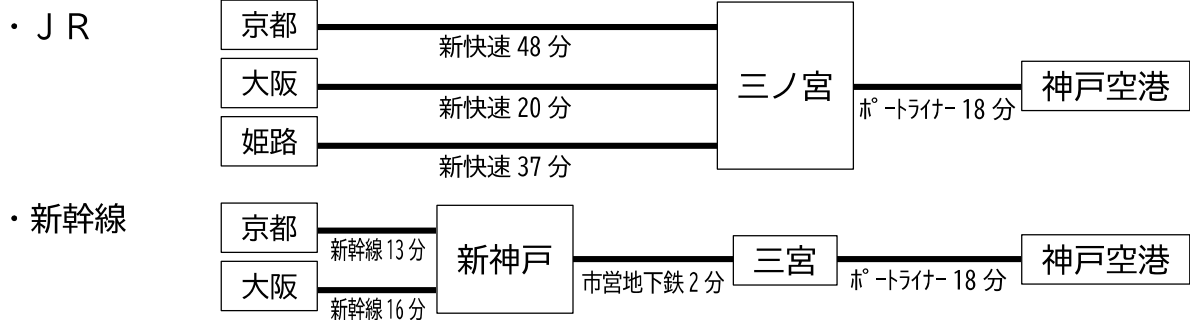 ・ＪＲ
京都
新快速 48 分
大阪
新快速 20 分
姫路
新快速 37 分
三ノ宮
ﾎﾟｰﾄﾗｲﾅｰ 18 分
神戸空港
・新幹線
京都
新幹線 13 分
大阪
新幹線 16 分
新神戸
市営地下鉄 2 分
三宮
ﾎﾟｰﾄﾗｲﾅｰ 18 分
神戸空港